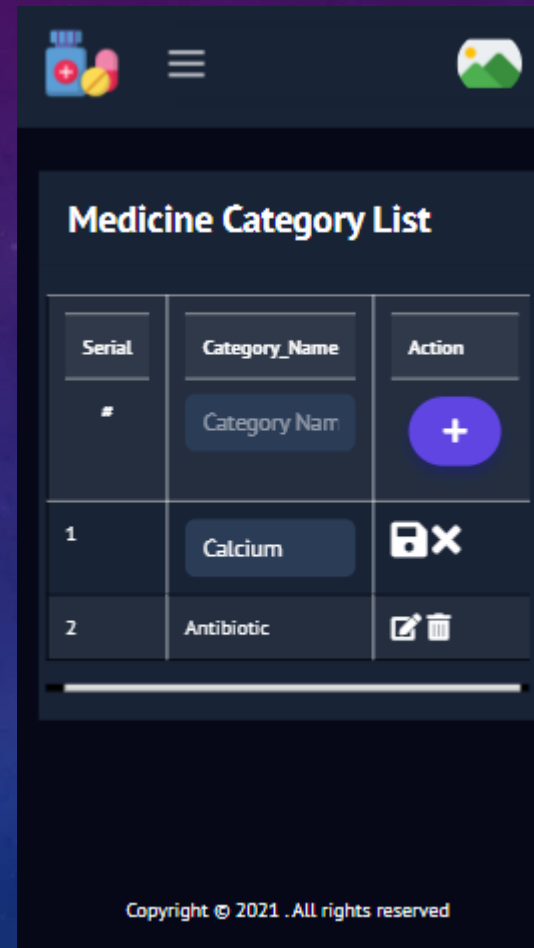 Medicine Category List
Serial Category_Name Action
# Category Nam +
1 Calcium
2 Antibiotic
Copyright © 2021 . All rights reserved